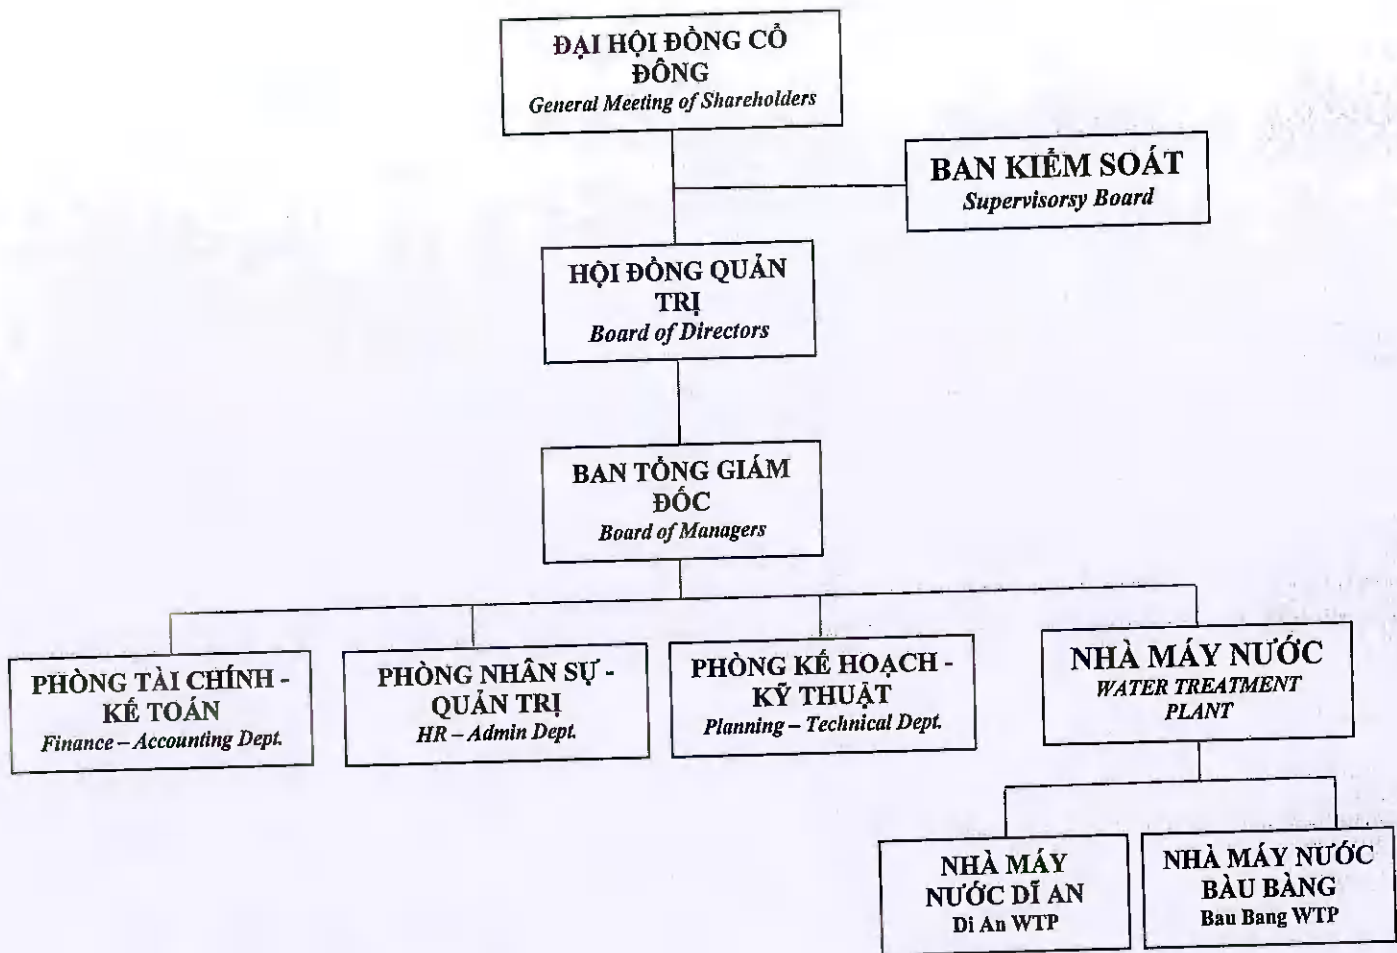 ĐẠI HỘI ĐỒNG CỔ
ĐÔNG
General Meeting of Shareholders
BAN KIỂM SOÁT
Supervisorsy Board
HỘI ĐỒNG QUẢN
TRỊ
Board of Directors
BAN TỔNG GIÁM
ĐỐC
Board of Managers
PHÒNG TÀI CHÍNH -
KẾ TOÁN
Finance – Accounting Dept.
PHÒNG NHÂN SỰ -
QUẢN TRỊ
HR – Admin Dept.
PHÒNG KẾ HOẠCH -
KỸ THUẬT
Planning – Technical Dept.
NHÀ MÁY NƯỚC
WATER TREATMENT
PLANT
NHÀ MÁY
NƯỚC DĨ AN
Di An WTP
NHÀ MÁY NƯỚC
BÀU BÀNG
Bau Bang WTP